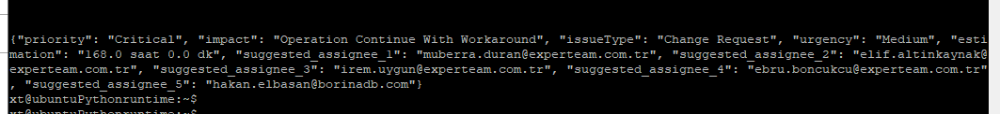 {"priority": "Critical", "impact": "Operation Continue With Workaround", "issueType": "Change Request", "urgency": "Medium", "esti
mation": "168.0 saat 0.0 dk", "suggested_assignee_1": "muberra.duran@experteam.com.tr", "suggested_assignee_2": "elif.altinkaynak@
experteam.com.tr", "suggested_assignee_3": "irem.uygun@experteam.com.tr", "suggested_assignee_4": "ebru.boncukcu@experteam.com.tr"
, "suggested_assignee_5": "hakan.elbasan@borinadb.com"}
xt@ubuntuPythonruntime:~$
xt@ubuntuPythonruntime:~$